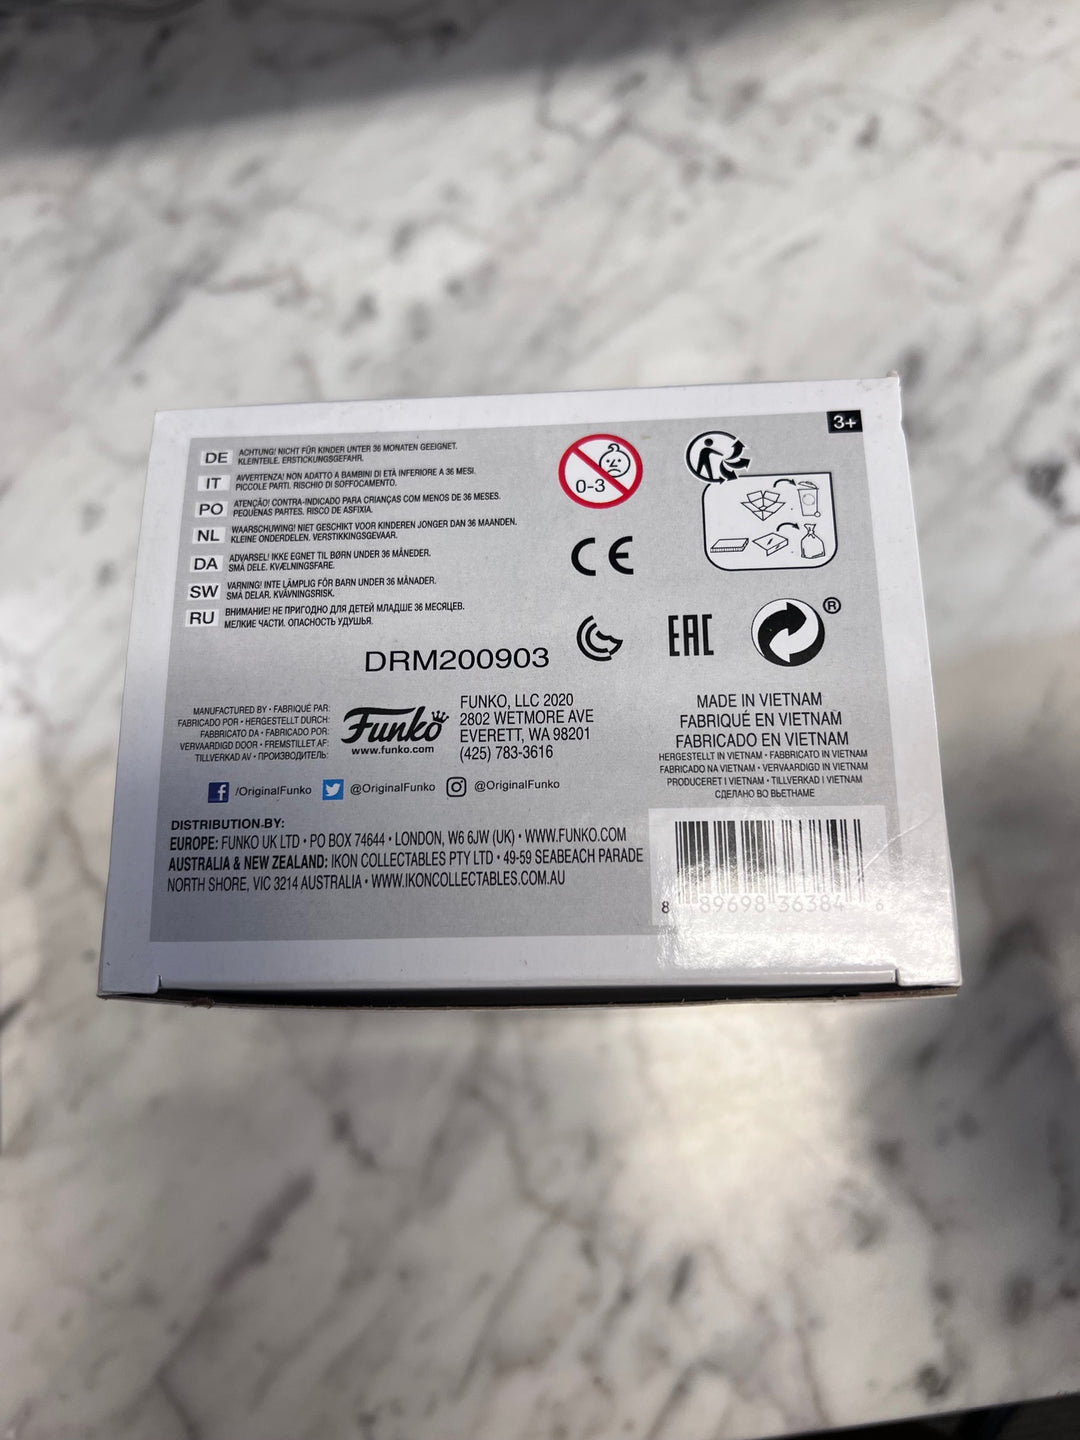 3+
DE ACHTUNG! NICHT FÜR KINDER UNTER 36 MONATEN GEEIGNET.
KLEINTEILE. ERSTICKUNGSGEFAHR.
IT AVVERTENZA! NON ADATTO A BAMBINI DI ETÀ INFERIORE A 36 MESI.
PICCOLE PARTI. RISCHIO DI SOFFOCAMENTO.
PO ATENÇÃO! CONTRA-INDICADO PARA CRIANÇAS COM MENOS DE 36 MESES.
PEQUENAS PARTES. RISCO DE ASFIXIA.
NL WAARSCHUWING! NIET GESCHIKT VOOR KINDEREN JONGER DAN 36 MAANDEN.
KLEINE ONDERDELEN. VERSTIKKINGSGEVAAR.
DA ADVARSEL! IKKE EGNET TIL BØRN UNDER 36 MÅNEDER.
SMÅ DELE. KVÆLNINGSFARE.
SW VARNING! INTE LÄMPLIG FÖR BARN UNDER 36 MÅNADER.
SMÅ DELAR. KVÄVNINGSRISK.
RU ВНИМАНИЕ! НЕ ПРИГОДНО ДЛЯ ДЕТЕЙ МЛАДШЕ 36 МЕСЯЦЕВ.
МЕЛКИЕ ЧАСТИ. ОПАСНОСТЬ УДУШЬЯ.
0-3
CE
EAC
®
DRM200903
MANUFACTURED BY • FABRIQUÉ PAR:
FABRICADO POR • HERGESTELLT DURCH:
FABBRICATO DA • FABRICADO POR:
VERVAARDIGD DOOR • FREMSTILLET AF:
TILLVERKAD AV • ПРОИЗВОДИТЕЛЬ:
Funko
www.funko.com
FUNKO, LLC 2020
2802 WETMORE AVE
EVERETT, WA 98201
(425) 783-3616
MADE IN VIETNAM
FABRIQUÉ EN VIETNAM
FABRICADO EN VIETNAM
HERGESTELLT IN VIETNAM • FABBRICATO IN VIETNAM
FABRICADO NA VIETNAM • VERVAARDIGD IN VIETNAM
PRODUCERET I VIETNAM • TILLVERKAD I VIETNAM
СДЕЛАНО ВО ВЬЕТНАМЕ
f /OriginalFunko @OriginalFunko @OriginalFunko
DISTRIBUTION BY:
EUROPE: FUNKO UK LTD • PO BOX 74644 • LONDON, W6 6JW (UK) • WWW.FUNKO.COM
AUSTRALIA & NEW ZEALAND: IKON COLLECTABLES PTY LTD • 49-59 SEABEACH PARADE
NORTH SHORE, VIC 3214 AUSTRALIA • WWW.IKONCOLLECTABLES.COM.AU
8 89698 36384 6